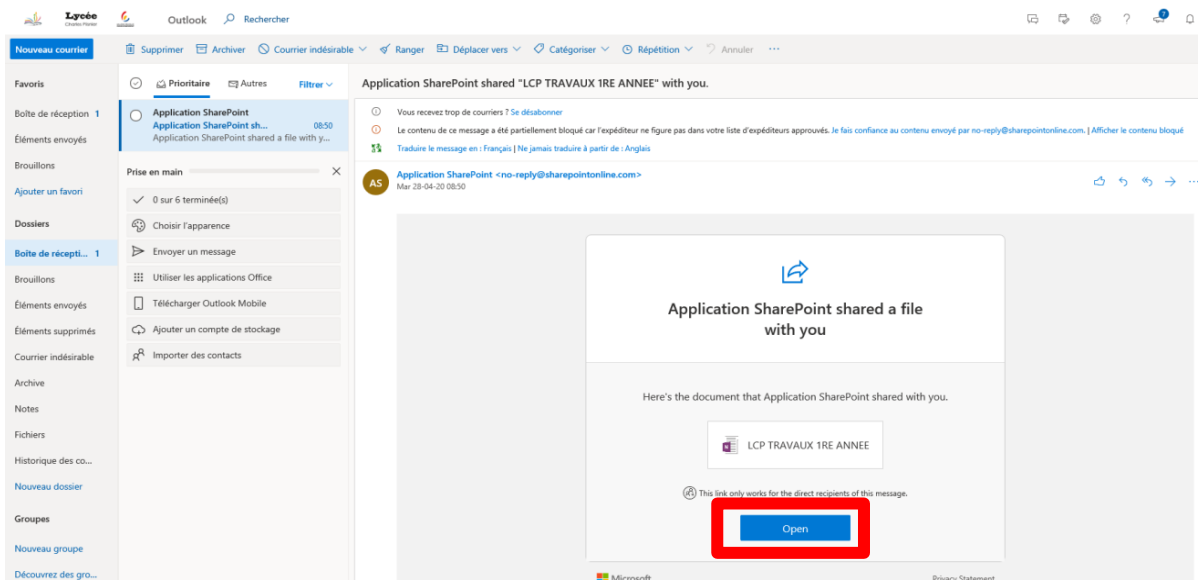 Lycée
Charles Plisnier
Outlook
Rechercher
7
Nouveau courrier
Supprimer
Archiver
Courrier indésirable
Ranger
Déplacer vers
Catégoriser
Répétition
Annuler
Favoris
Boîte de réception 1
Éléments envoyés
Brouillons
Ajouter un favori
Dossiers
Boîte de récepti... 1
Brouillons
Éléments envoyés
Éléments supprimés
Courrier indésirable
Archive
Notes
Fichiers
Historique des co...
Nouveau dossier
Groupes
Nouveau groupe
Découvrez des gro...
Prioritaire
Autres
Filtrer
Application SharePoint
Application SharePoint sh... 08:50
Application SharePoint shared a file with y...
Prise en main
0 sur 6 terminée(s)
Choisir l'apparence
Envoyer un message
Utiliser les applications Office
Télécharger Outlook Mobile
Ajouter un compte de stockage
Importer des contacts
Application SharePoint shared "LCP TRAVAUX 1RE ANNEE" with you.
Vous recevez trop de courriers ? Se désabonner
Le contenu de ce message a été partiellement bloqué car l'expéditeur ne figure pas dans votre liste d'expéditeurs approuvés. Je fais confiance au contenu envoyé par no-reply@sharepointonline.com. | Afficher le contenu bloqué
Traduire le message en : Français | Ne jamais traduire à partir de : Anglais
AS
Application SharePoint <no-reply@sharepointonline.com>
Mar 28-04-20 08:50
Application SharePoint shared a file
with you
Here's the document that Application SharePoint shared with you.
LCP TRAVAUX 1RE ANNEE
This link only works for the direct recipients of this message.
Open
Microsoft
Privacy Statement